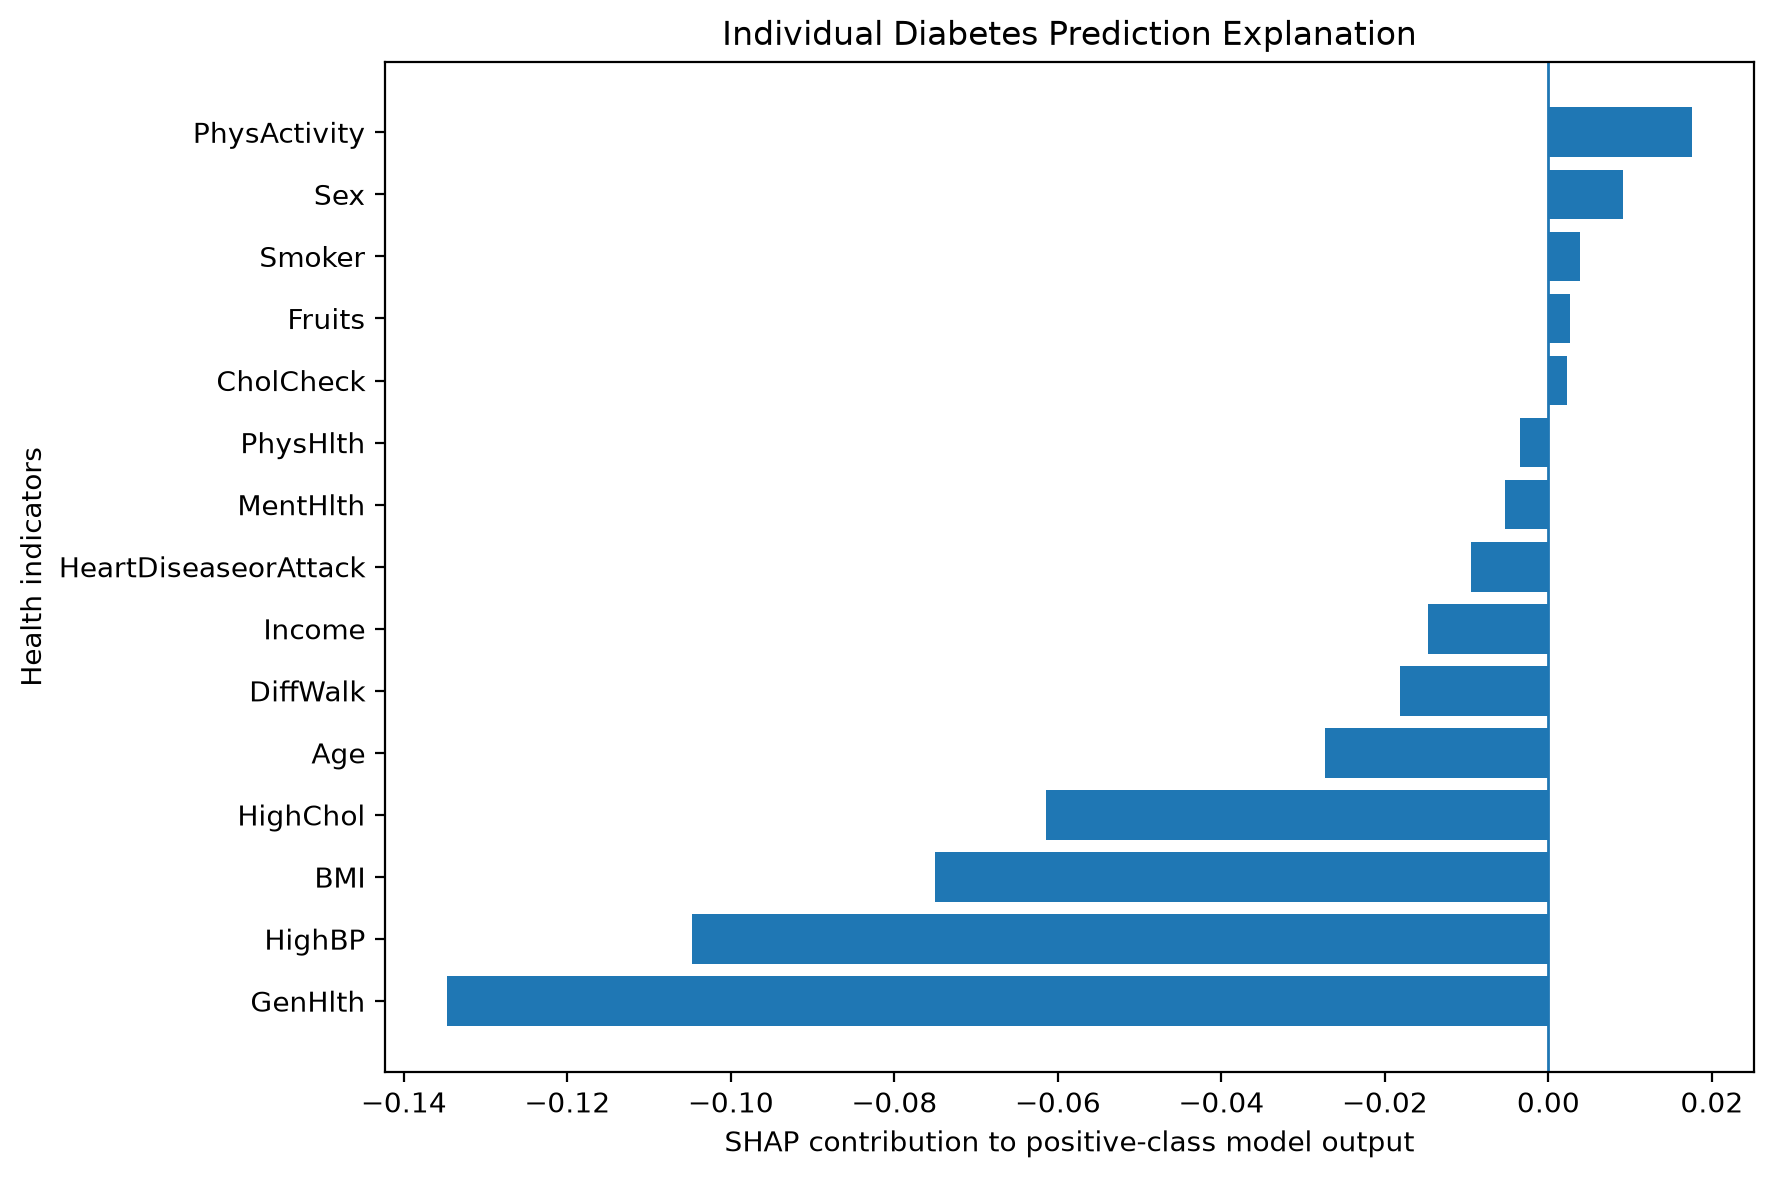 Individual Diabetes Prediction Explanation
PhysActivity
Sex
Smoker
Fruits
CholCheck
PhysHlth
MentHlth
HeartDiseaseorAttack
Income
DiffWalk
Age
HighChol
BMI
HighBP
GenHlth
Health indicators
−0.14 −0.12 −0.10 −0.08 −0.06 −0.04 −0.02 0.00 0.02
SHAP contribution to positive-class model output